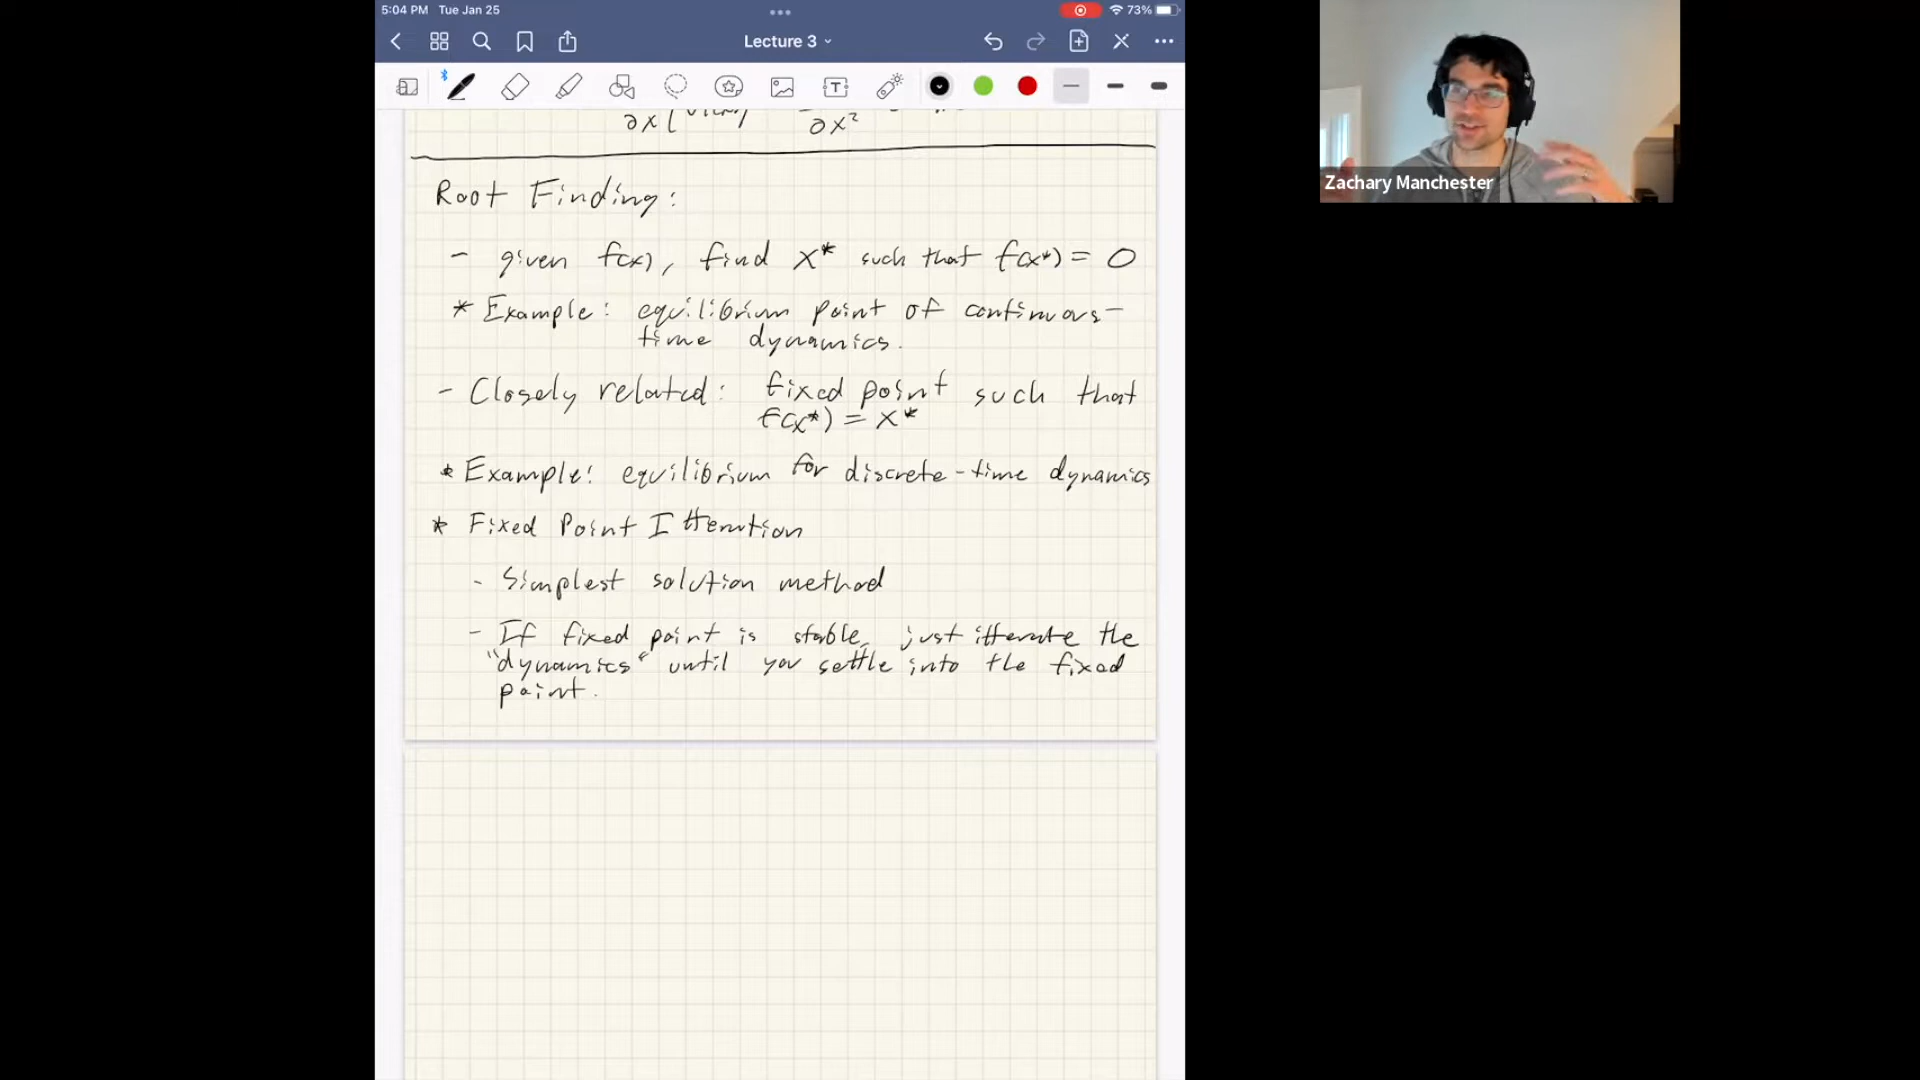 5:04 PM Tue Jan 25
73%
Lecture 3
Zachary Manchester
∂x
∂x²
Root Finding:
- given f(x), find x* such that f(x*) = 0
* Example: equilibrium point of continuous-
time dynamics.
- Closely related: fixed point such that
f(x*) = x*
* Example: equilibrium for discrete-time dynamics
* Fixed Point Itteration
- Simplest solution method
- If fixed point is stable, just itterate the
"dynamics" until you settle into the fixed
point.